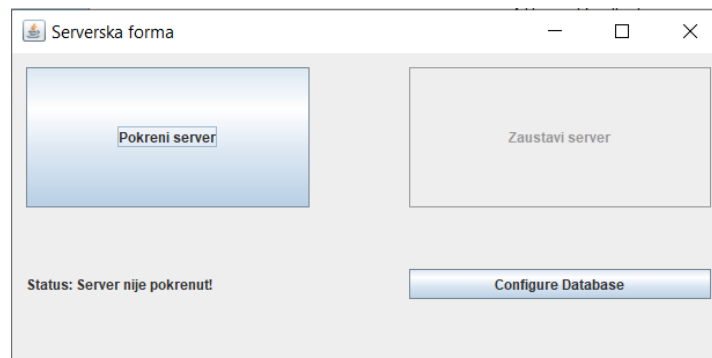 Serverska forma
Pokreni server
Zaustavi server
Status: Server nije pokrenut!
Configure Database